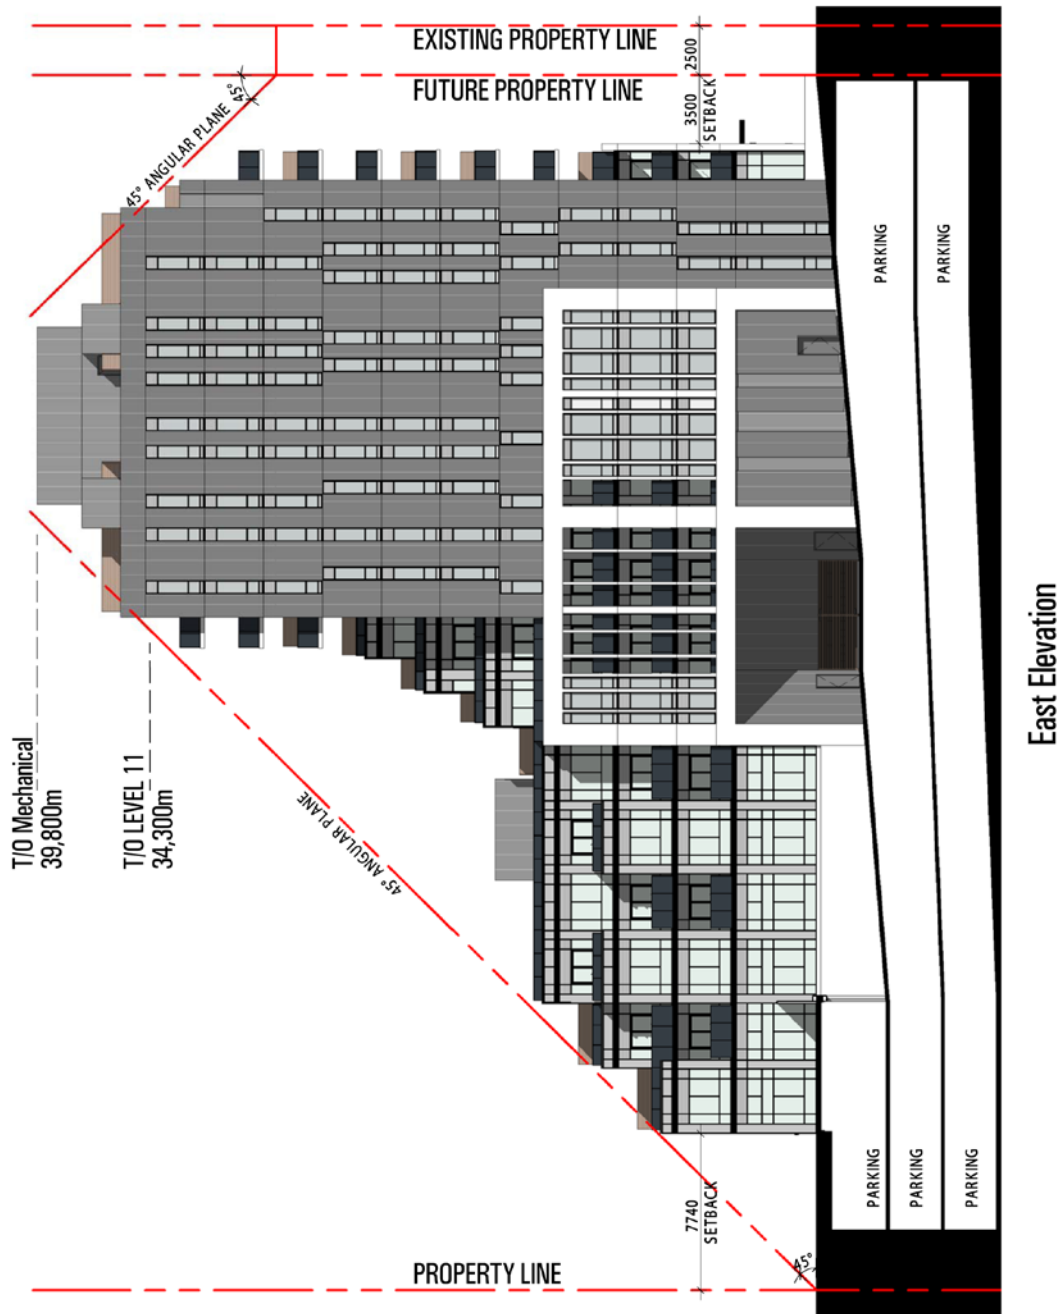 EXISTING PROPERTY LINE
2500
FUTURE PROPERTY LINE
3500
SETBACK
45°
45° ANGULAR PLANE
PARKING
PARKING
T/O Mechanical
39,800m
T/O LEVEL 11
34,300m
45° ANGULAR PLANE
East Elevation
7740
SETBACK
PARKING
PARKING
PARKING
45°
PROPERTY LINE